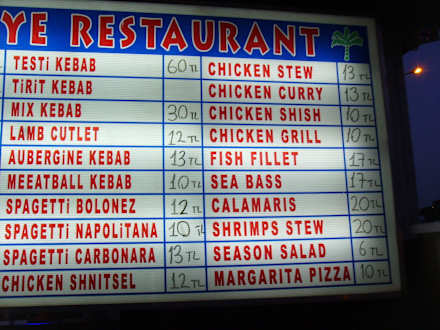 YE RESTAURANT
TESTi KEBAB 60 TL CHICKEN STEW 13 TL
TiRiT KEBAB CHICKEN CURRY 13 TL
MIX KEBAB 30 TL CHICKEN SHISH 10 TL
LAMB CUTLET 12 TL CHICKEN GRILL 10 TL
AUBERGiNE KEBAB 13 TL FISH FILLET 17 TL
MEEATBALL KEBAB 10 TL SEA BASS 17 TL
SPAGETTi BOLONEZ 12 TL CALAMARIS 20 TL
SPAGETTi NAPOLiTANA 10 TL SHRIMPS STEW 20 TL
SPAGETTi CARBONARA 13 TL SEASON SALAD 6 TL
CHICKEN SHNITSEL 12 TL MARGARITA PIZZA 10 TL